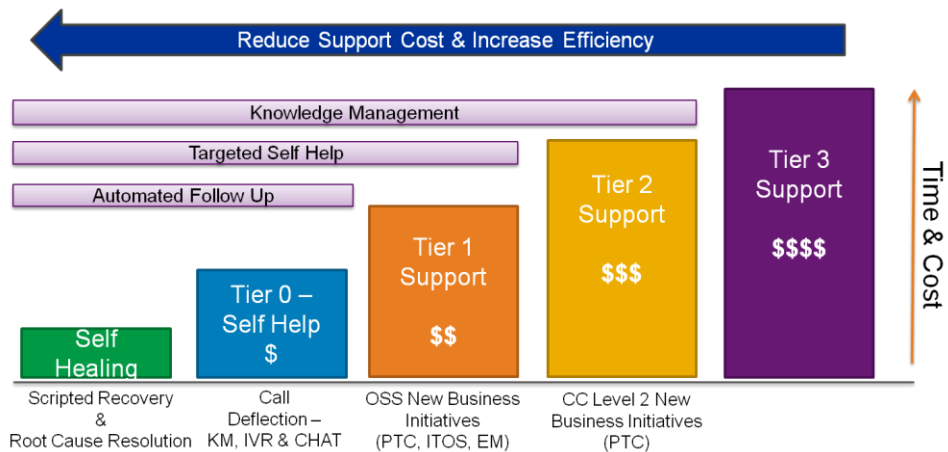 Reduce Support Cost & Increase Efficiency
Knowledge Management
Targeted Self Help
Automated Follow Up
Self
Healing
Tier 0 –
Self Help
$
Tier 1
Support
$$
Tier 2
Support
$$$
Tier 3
Support
$$$$
Time & Cost
Scripted Recovery
&
Root Cause Resolution
Call
Deflection –
KM, IVR & CHAT
OSS New Business
Initiatives
(PTC, ITOS, EM)
CC Level 2 New
Business Initiatives
(PTC)